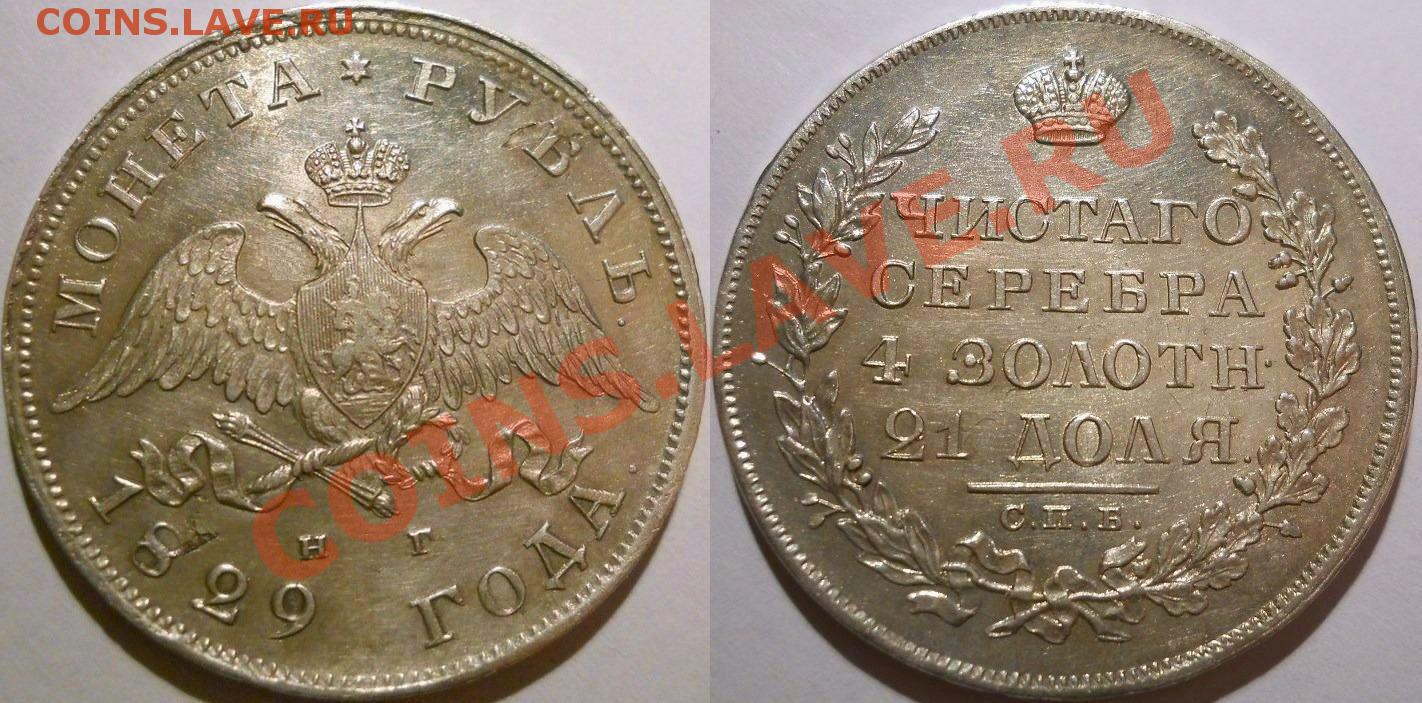 COINS.LAVE.RU
МОНЕТА * РУБЛЬ.
1829 ГОДА
Н Г
ЧИСТАГО
СЕРЕБРА
4 ЗОЛОТН.
21 ДОЛЯ.
С.П.Б.
COINS.LAVE.RU